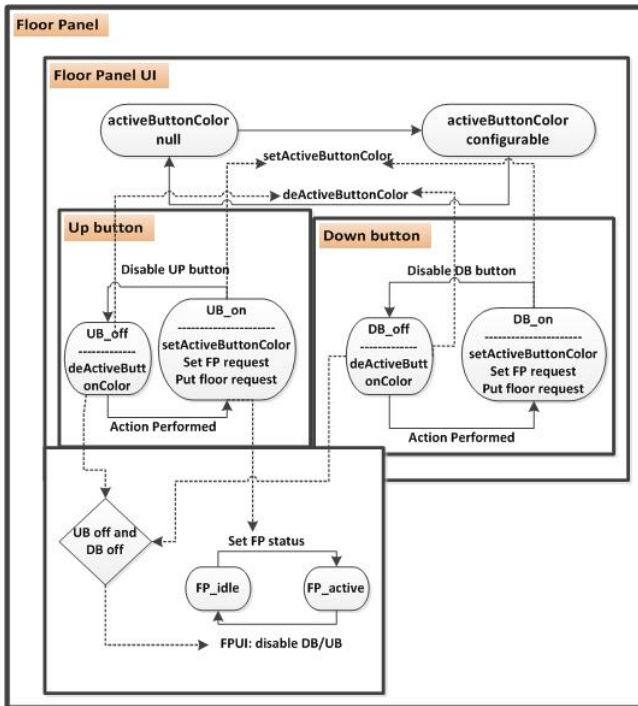 Floor Panel
Floor Panel UI
activeButtonColor
null
activeButtonColor
configurable
setActiveButtonColor
deActiveButtonColor
Up button
Disable UP button
UB_off
--------------
deActiveButt
onColor
UB_on
-----------------------
setActiveButtonColor
Set FP request
Put floor request
Action Performed
Down button
Disable DB button
DB_off
--------------
deActiveButt
onColor
DB_on
-----------------------
setActiveButtonColor
Set FP request
Put floor request
Action Performed
UB off and
DB off
Set FP status
FP_idle
FP_active
FPUI: disable DB/UB